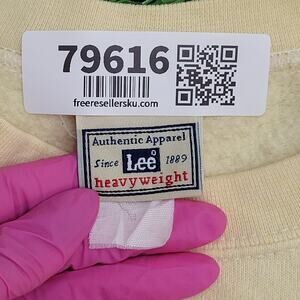 79616
freeresellersku.com
Authentic Apparel
Since Lee 1889
heavyweight